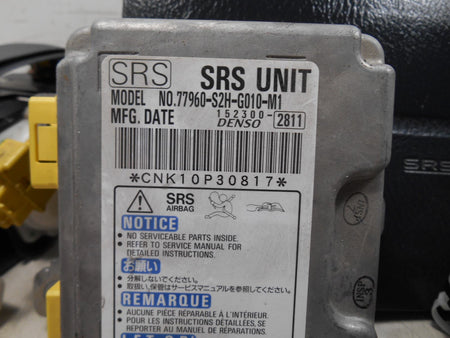 SRS SRS UNIT
MODEL NO.77960-S2H-G010-M1
MFG. DATE 152300- 2811
DENSO
*CNK10P30817*
SRS
AIRBAG
NOTICE
• NO SERVICEABLE PARTS INSIDE.
• REFER TO SERVICE MANUAL FOR
DETAILED INSTRUCTIONS.
お願い
• 分解しないでください。
• 取扱、保管はサービスマニュアルを参照してください。
REMARQUE
• AUCUNE PIÈCE RÉPARABLE À L'INTÉRIEUR.
• POUR LES INSTRUCTIONS DÉTAILLÉES, SE
REPORTER AU MANUEL DE RÉPARATIONS.
SRS
INSP